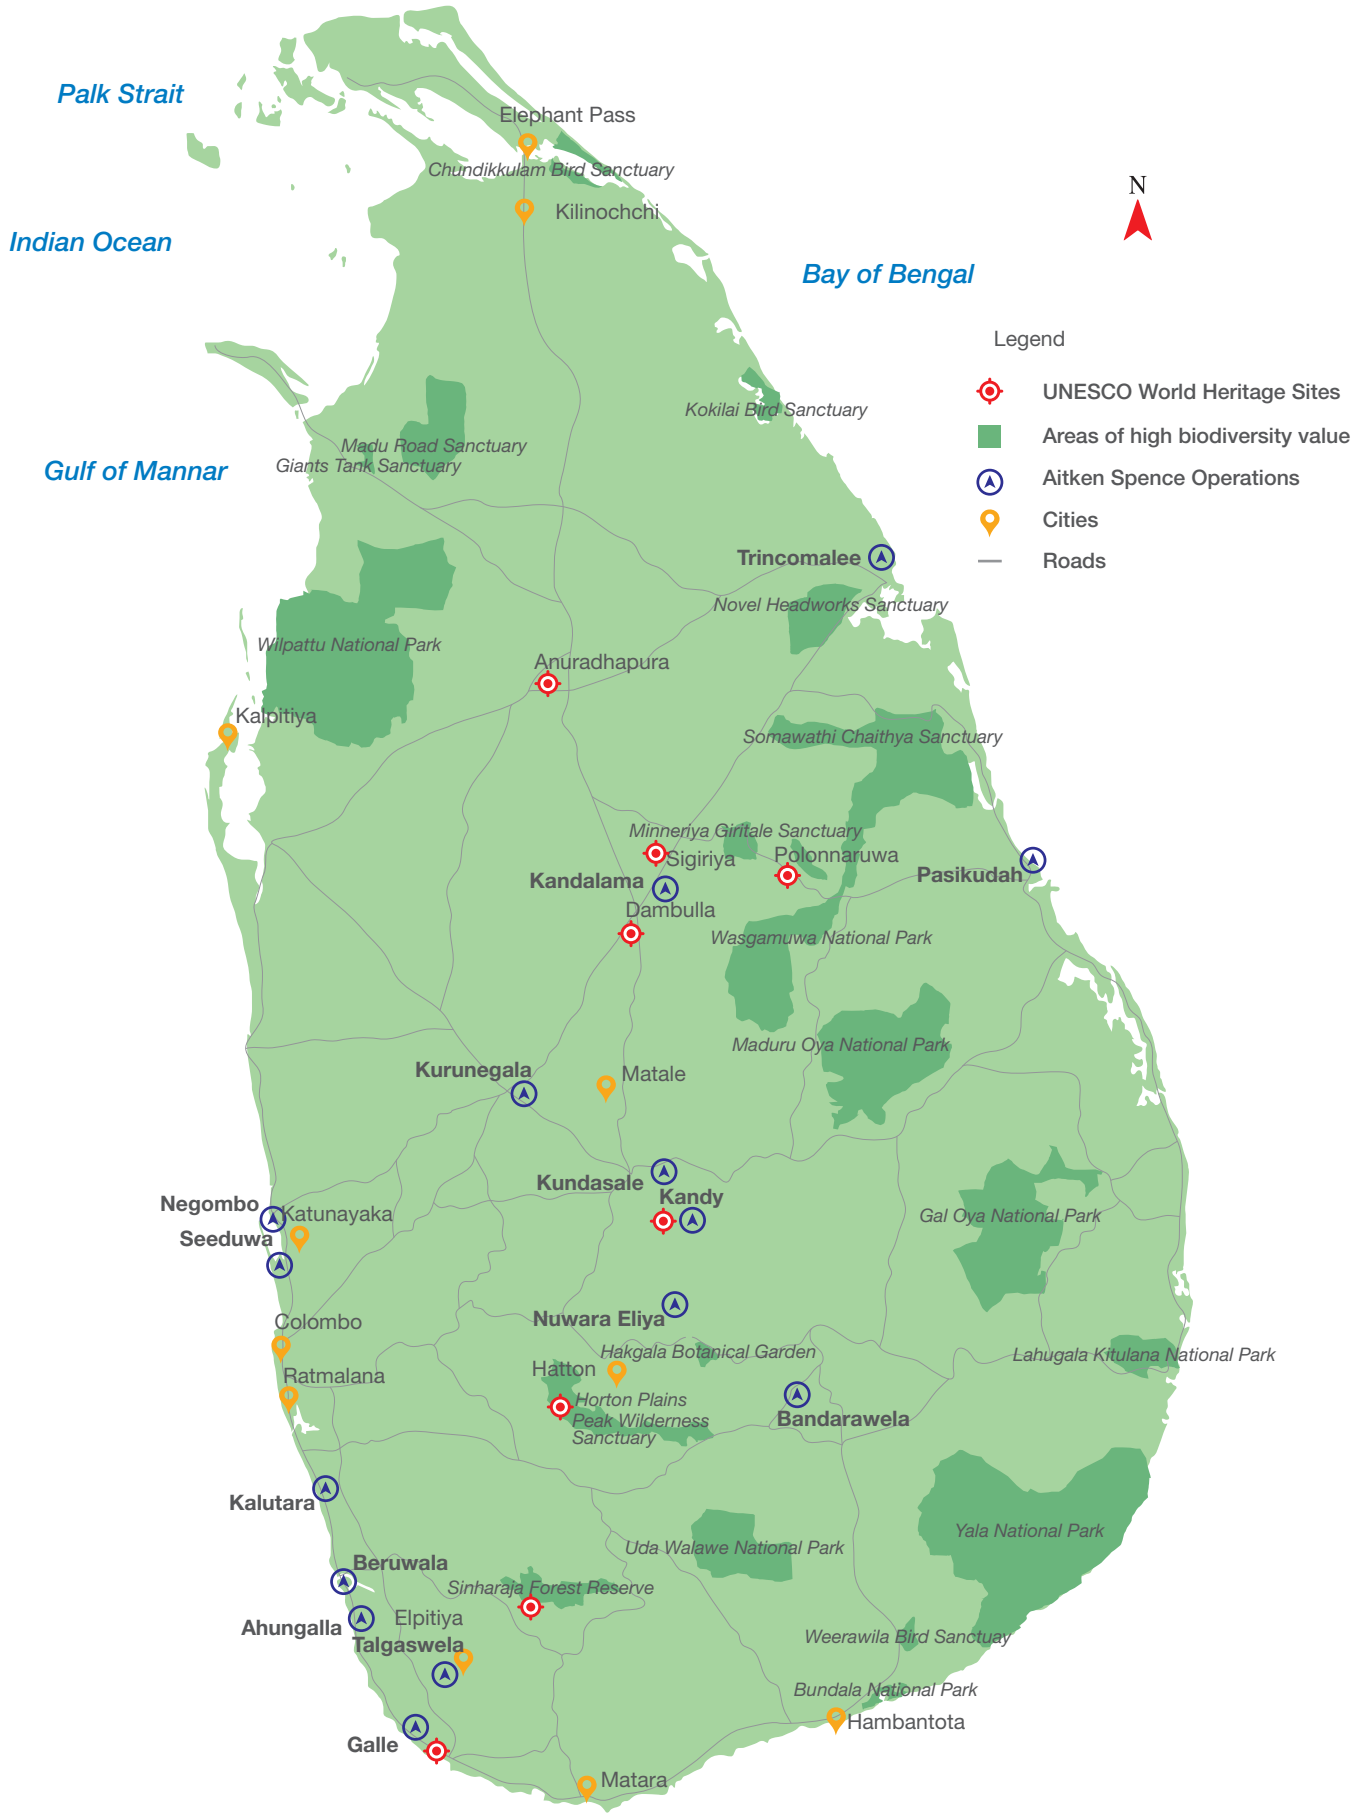 Palk Strait
Elephant Pass
Chundikkulam Bird Sanctuary
N
Kilinochchi
Indian Ocean
Bay of Bengal
Legend
UNESCO World Heritage Sites
Areas of high biodiversity value
Aitken Spence Operations
Cities
Roads
Kokilai Bird Sanctuary
Madu Road Sanctuary
Giants Tank Sanctuary
Gulf of Mannar
Trincomalee
Novel Headworks Sanctuary
Wilpattu National Park
Anuradhapura
Kalpitiya
Somawathi Chaithya Sanctuary
Minneriya Giritale Sanctuary
Sigiriya
Polonnaruwa
Pasikudah
Kandalama
Dambulla
Wasgamuwa National Park
Maduru Oya National Park
Kurunegala
Matale
Kundasale
Kandy
Negombo
Katunayaka
Seeduwa
Gal Oya National Park
Nuwara Eliya
Colombo
Hakgala Botanical Garden
Lahugala Kitulana National Park
Hatton
Ratmalana
Horton Plains
Peak Wilderness
Sanctuary
Bandarawela
Kalutara
Yala National Park
Uda Walawe National Park
Beruwala
Sinharaja Forest Reserve
Ahungalla
Elpitiya
Talgaswela
Weerawila Bird Sanctuay
Bundala National Park
Hambantota
Galle
Matara